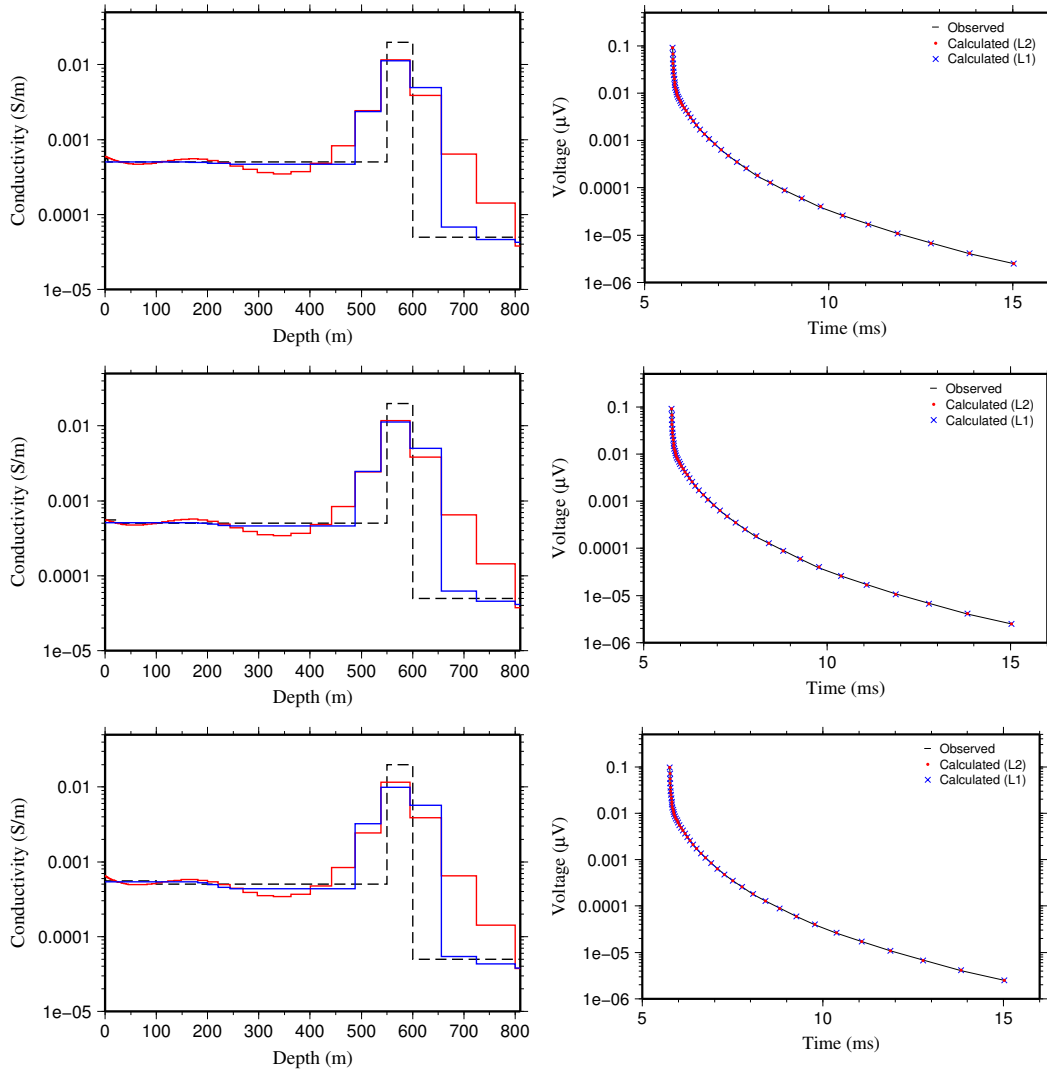 0.01
0.001
0.0001
1e−05
Conductivity (S/m)
0 100 200 300 400 500 600 700 800
Depth (m)
0.1
0.01
0.001
0.0001
1e−05
1e−06
Voltage (μV)
5 10 15
Time (ms)
Observed
Calculated (L2)
Calculated (L1)
0.01
0.001
0.0001
1e−05
Conductivity (S/m)
0 100 200 300 400 500 600 700 800
Depth (m)
0.1
0.01
0.001
0.0001
1e−05
1e−06
Voltage (μV)
5 10 15
Time (ms)
Observed
Calculated (L2)
Calculated (L1)
0.01
0.001
0.0001
1e−05
Conductivity (S/m)
0 100 200 300 400 500 600 700 800
Depth (m)
0.1
0.01
0.001
0.0001
1e−05
1e−06
Voltage (μV)
5 10 15
Time (ms)
Observed
Calculated (L2)
Calculated (L1)